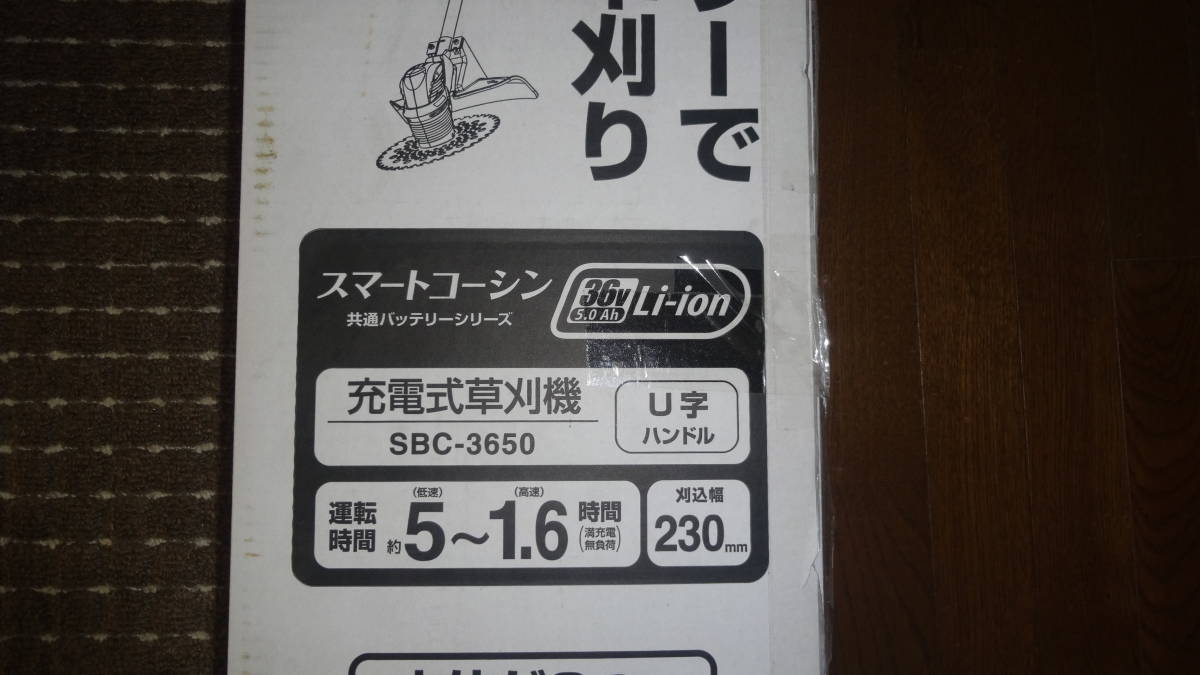 ーで
刈り
スマートコーシン
共通バッテリーシリーズ
36V
5.0 Ah
Li-ion
充電式草刈機
SBC-3650
U字
ハンドル
運転
時間
(低速)
(高速)
約5～1.6
時間
(満充電
無負荷)
刈込幅
230mm